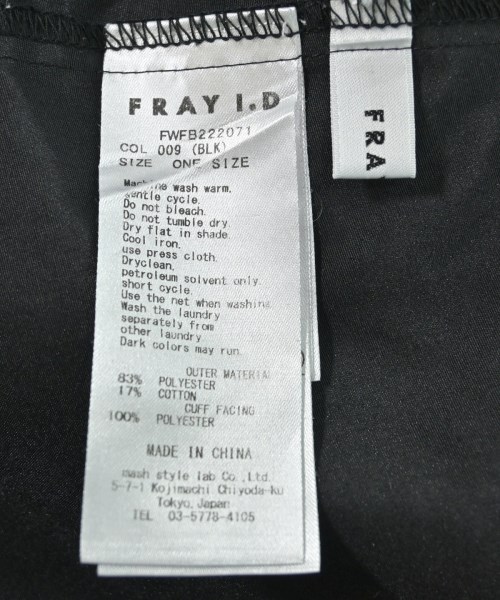 FRAY I.D
FWFB222071
COL 009 (BLK)
SIZE ONE SIZE
Machine wash warm.
gentle cycle.
Do not bleach.
Do not tumble dry.
Dry flat in shade.
Cool iron.
use press cloth.
Dryclean.
petroleum solvent only.
short cycle.
Use the net when washing.
Wash the laundry
separately from
other laundry
Dark colors may run.
OUTER MATERIAL
83% POLYESTER
17% COTTON
CUFF FACING
100% POLYESTER
MADE IN CHINA
mash style lab Co.,Ltd.
5-7-1 Kojimachi Chiyoda-ku
Tokyo, Japan
TEL 03-5778-4105
FRA